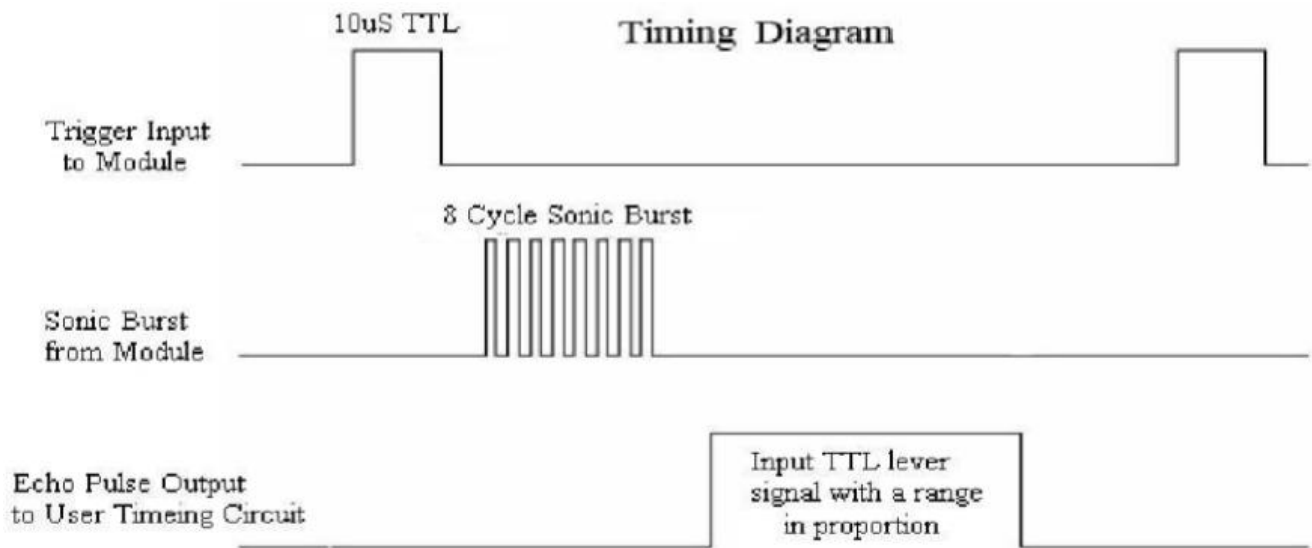 10uS TTL
Timing Diagram
Trigger Input
to Module
8 Cycle Sonic Burst
Sonic Burst
from Module
Echo Pulse Output
to User Timeing Circuit
Input TTL lever
signal with a range
in proportion